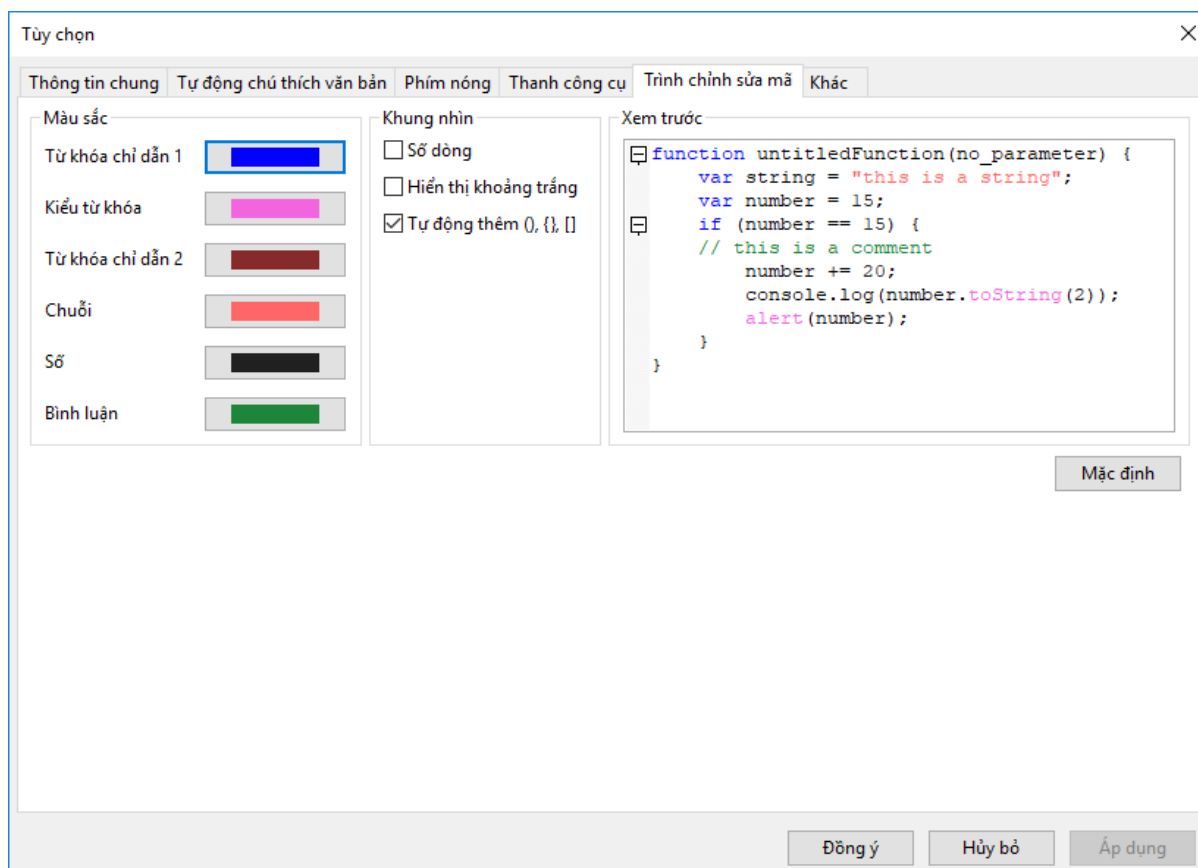 Tùy chọn
Thông tin chung Tự động chú thích văn bản Phím nóng Thanh công cụ Trình chỉnh sửa mã Khác
Màu sắc
Từ khóa chỉ dẫn 1
Kiểu từ khóa
Từ khóa chỉ dẫn 2
Chuỗi
Số
Bình luận
Khung nhìn
Số dòng
Hiển thị khoảng trắng
Tự động thêm (), {}, []
Xem trước
function untitledFunction(no_parameter) {
var string = "this is a string";
var number = 15;
if (number == 15) {
// this is a comment
number += 20;
console.log(number.toString(2));
alert(number);
}
}
Mặc định
Đồng ý Hủy bỏ Áp dụng